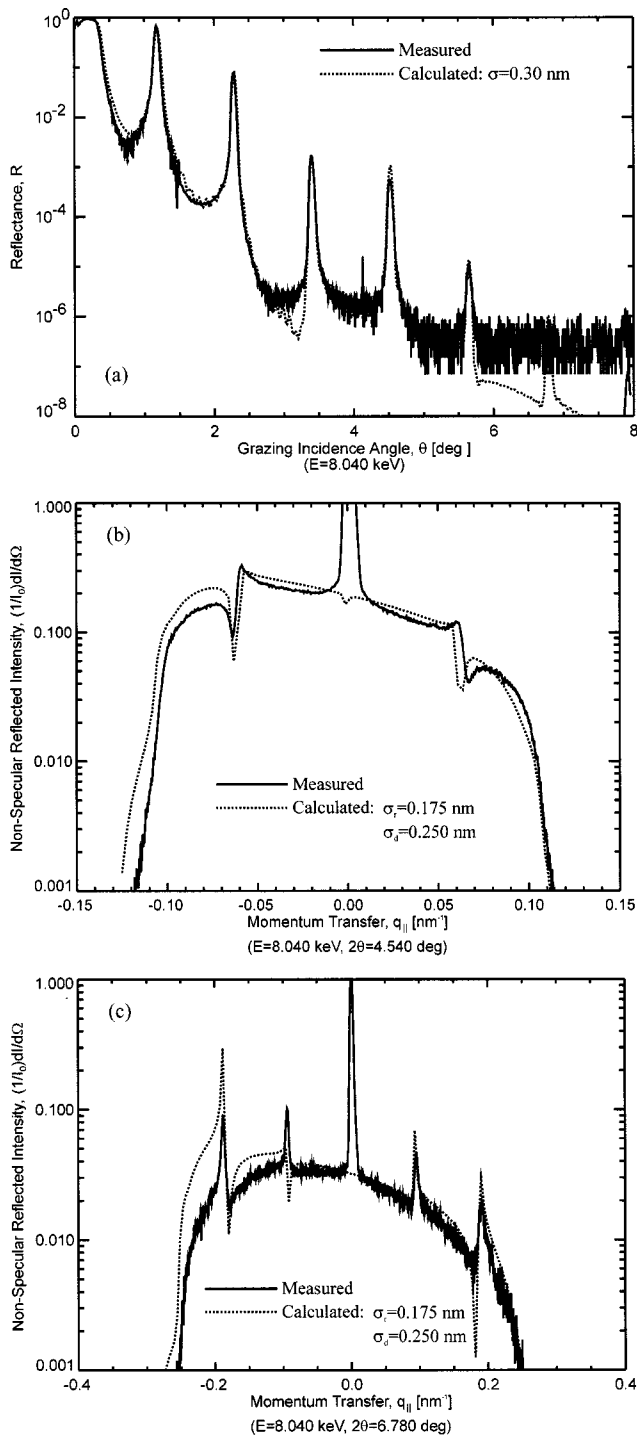 10⁰
10⁻²
10⁻⁴
10⁻⁶
10⁻⁸
Reflectance, R
Measured
Calculated: σ=0.30 nm
(a)
0 2 4 6 8
Grazing Incidence Angle, θ [deg ]
(E=8.040 keV)
1.000
0.100
0.010
0.001
Non-Specular Reflected Intensity, (1/I₀)dI/dΩ
(b)
Measured
Calculated: σᵣ=0.175 nm
σ_d=0.250 nm
-0.15 -0.10 -0.05 0.00 0.05 0.10 0.15
Momentum Transfer, q_|| [nm⁻¹]
(E=8.040 keV, 2θ=4.540 deg)
1.000
0.100
0.010
0.001
Non-Specular Reflected Intensity, (1/I₀)dI/dΩ
(c)
Measured
Calculated: σᵣ=0.175 nm
σ_d=0.250 nm
-0.4 -0.2 0.0 0.2 0.4
Momentum Transfer, q_|| [nm⁻¹]
(E=8.040 keV, 2θ=6.780 deg)